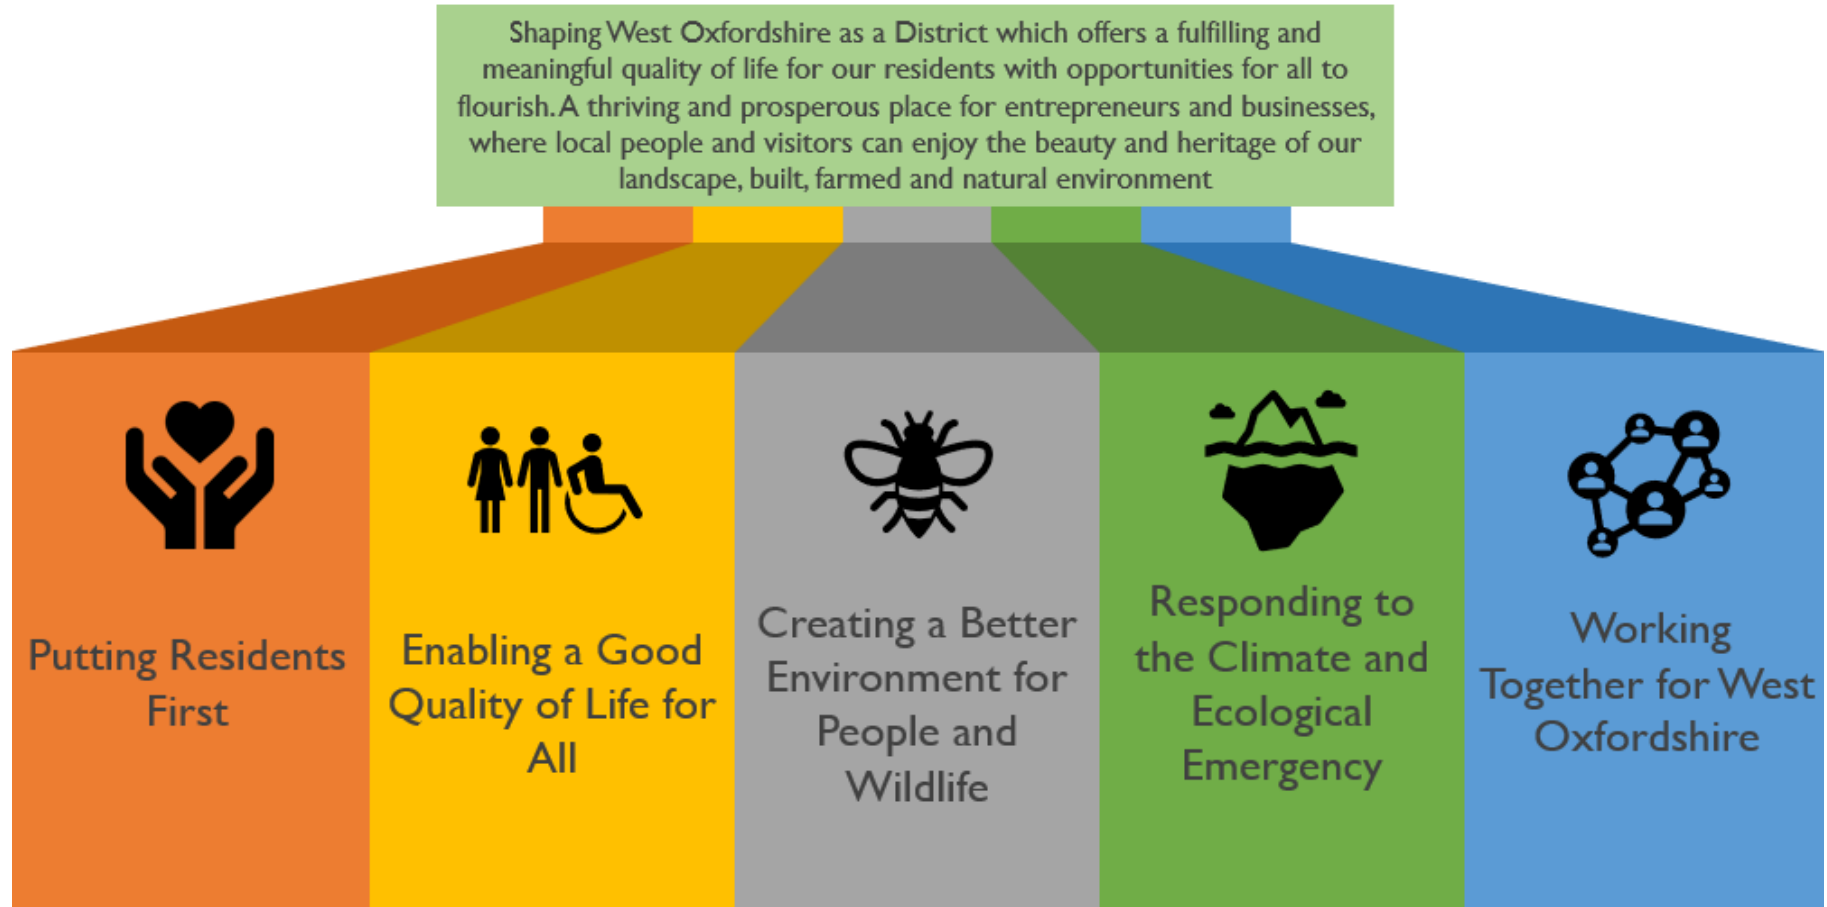 Shaping West Oxfordshire as a District which offers a fulfilling and
meaningful quality of life for our residents with opportunities for all to
flourish. A thriving and prosperous place for entrepreneurs and businesses,
where local people and visitors can enjoy the beauty and heritage of our
landscape, built, farmed and natural environment
Putting Residents
First
Enabling a Good
Quality of Life for
All
Creating a Better
Environment for
People and
Wildlife
Responding to
the Climate and
Ecological
Emergency
Working
Together for West
Oxfordshire